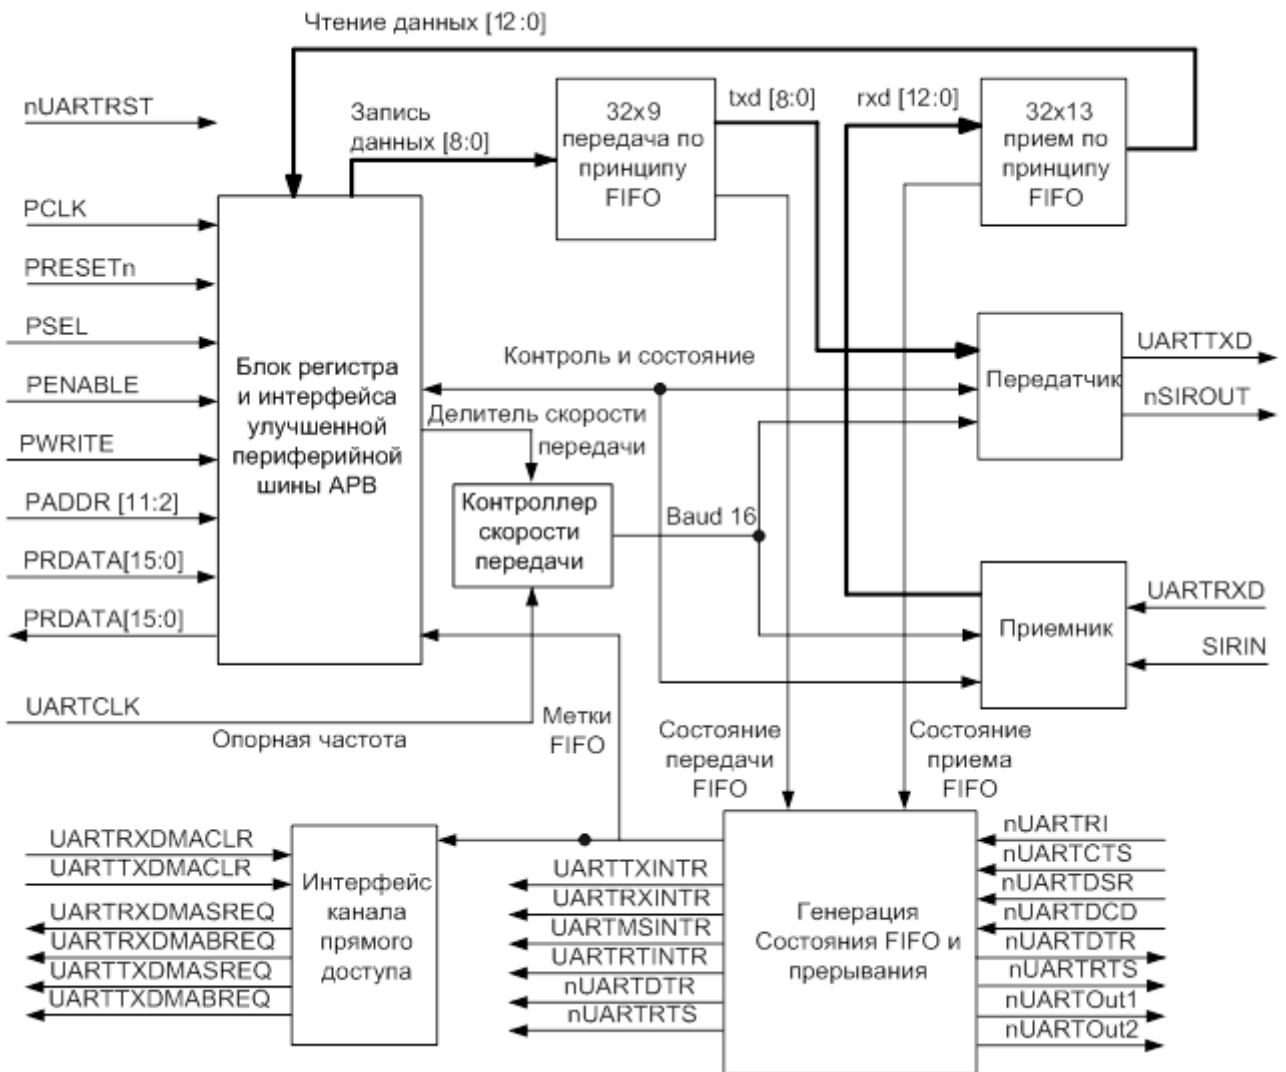 Чтение данных [12:0]
nUARTRST
Запись
данных [8:0]
32x9
передача по
принципу
FIFO
txd [8:0]
rxd [12:0]
32x13
прием по
принципу
FIFO
PCLK
PRESETn
PSEL
PENABLE
PWRITE
PADDR [11:2]
PRDATA[15:0]
PRDATA[15:0]
UARTCLK
Опорная частота
Блок регистра
и интерфейса
улучшенной
периферийной
шины APB
Контроль и состояние
Делитель скорости
передачи
Контроллер
скорости
передачи
Baud 16
Передатчик
UARTTXD
nSIROUT
Приемник
UARTRXD
SIRIN
Метки
FIFO
Состояние
передачи
FIFO
Состояние
приема
FIFO
UARTRXDMACLR
UARTTXDMACLR
UARTRXDMASREQ
UARTRXDMABREQ
UARTTXDMASREQ
UARTTXDMABREQ
Интерфейс
канала
прямого
доступа
UARTTXINTR
UARTRXINTR
UARTMSINTR
UARTRTINTR
nUARTDTR
nUARTRTS
Генерация
Состояния FIFO и
прерывания
nUARTRI
nUARTCTS
nUARTDSR
nUARTDCD
nUARTDTR
nUARTRTS
nUARTOut1
nUARTOut2